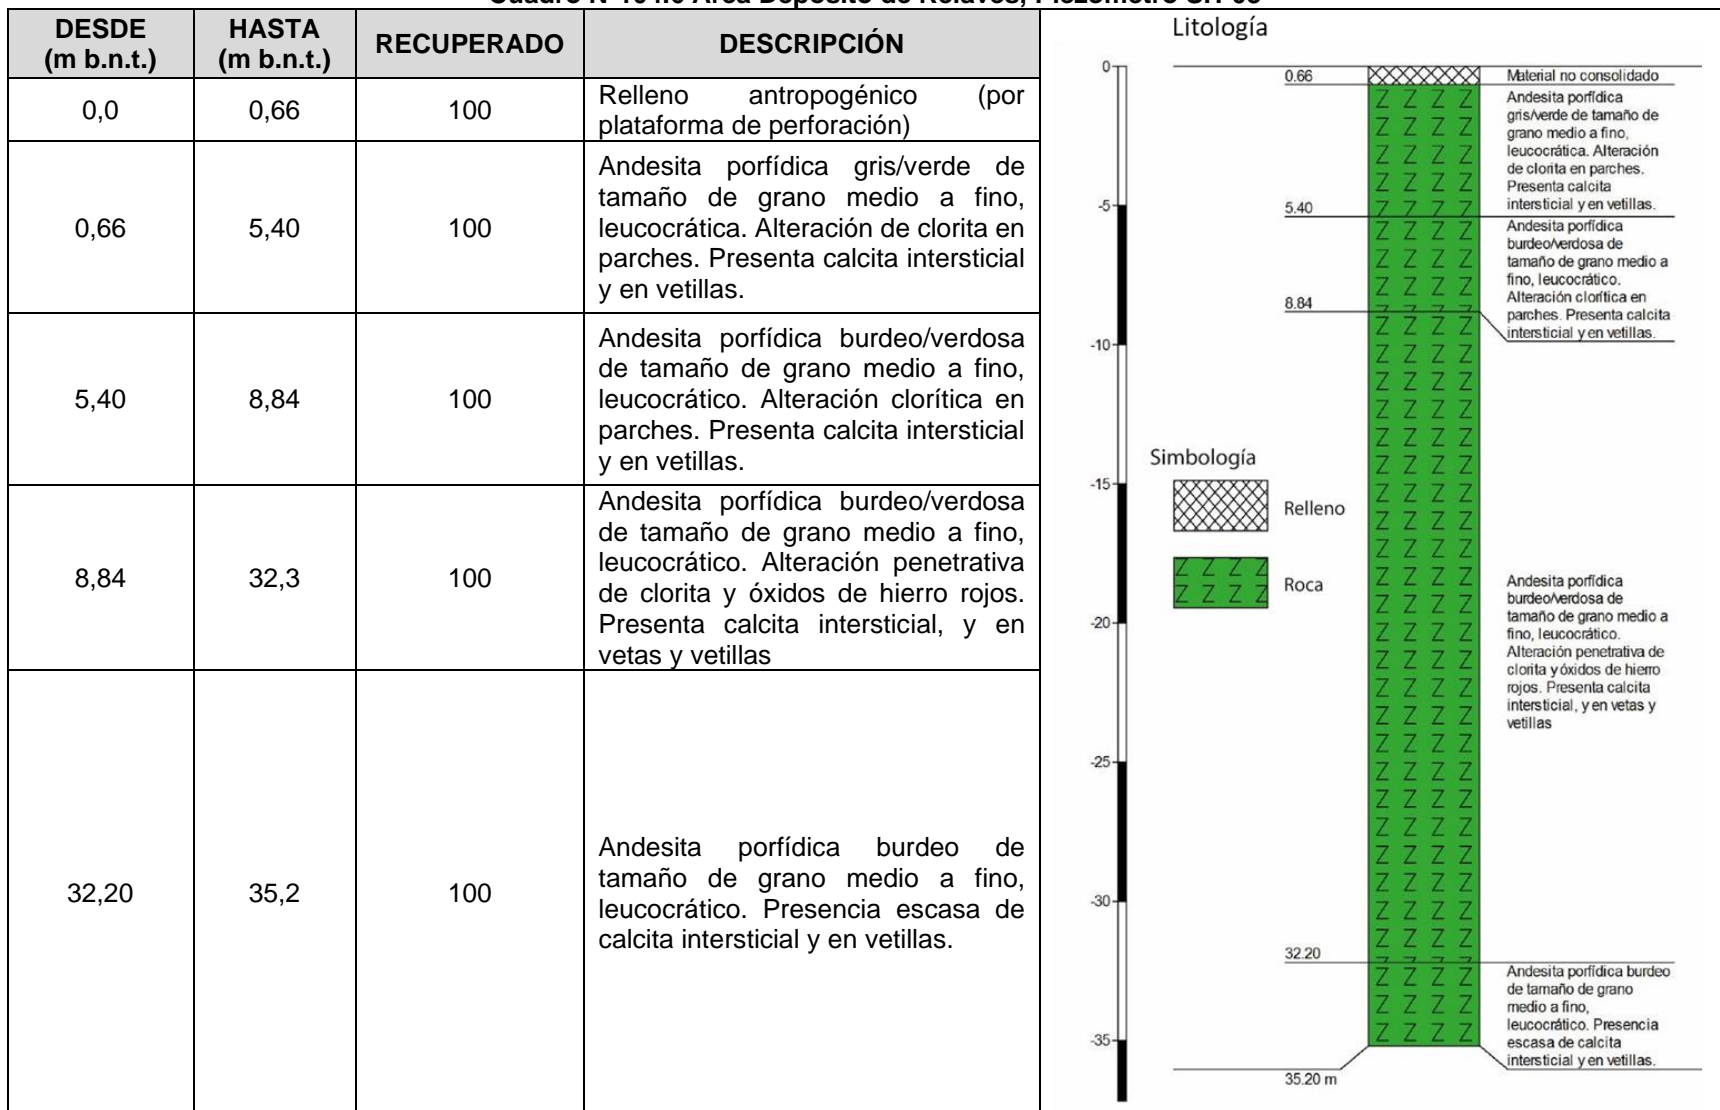 DESDE
(m b.n.t.)
HASTA
(m b.n.t.)
RECUPERADO
DESCRIPCIÓN
0,0
0,66
100
Relleno antropogénico (por
plataforma de perforación)
0,66
5,40
100
Andesita porfídica gris/verde de
tamaño de grano medio a fino,
leucocrática. Alteración de clorita en
parches. Presenta calcita intersticial
y en vetillas.
5,40
8,84
100
Andesita porfídica burdeo/verdosa
de tamaño de grano medio a fino,
leucocrático. Alteración clorítica en
parches. Presenta calcita intersticial
y en vetillas.
8,84
32,3
100
Andesita porfídica burdeo/verdosa
de tamaño de grano medio a fino,
leucocrático. Alteración penetrativa
de clorita y óxidos de hierro rojos.
Presenta calcita intersticial, y en
vetas y vetillas
32,20
35,2
100
Andesita porfídica burdeo de
tamaño de grano medio a fino,
leucocrático. Presencia escasa de
calcita intersticial y en vetillas.
Litología
0
-5
-10
-15
-20
-25
-30
-35
0.66
5.40
8.84
32.20
35.20 m
Material no consolidado
Andesita porfídica
gris/verde de tamaño de
grano medio a fino,
leucocrática. Alteración
de clorita en parches.
Presenta calcita
intersticial y en vetillas.
Andesita porfídica
burdeo/verdosa de
tamaño de grano medio a
fino, leucocrático.
Alteración clorítica en
parches. Presenta calcita
intersticial y en vetillas.
Simbología
Relleno
Roca
Andesita porfídica
burdeo/verdosa de
tamaño de grano medio a
fino, leucocrático.
Alteración penetrativa de
clorita y óxidos de hierro
rojos. Presenta calcita
intersticial, y en vetas y
vetillas
Andesita porfídica burdeo
de tamaño de grano
medio a fino,
leucocrático. Presencia
escasa de calcita
intersticial y en vetillas.